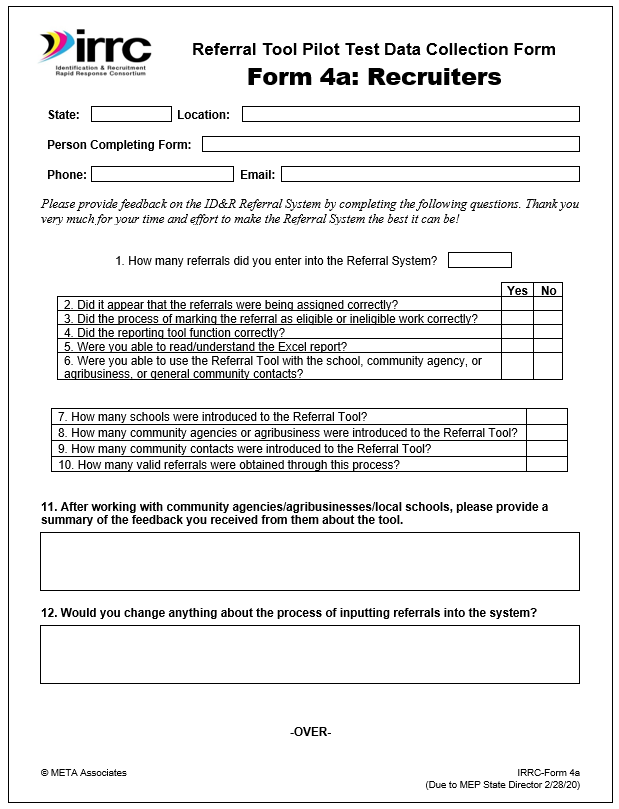 irrc
Identification & Recruitment
Rapid Response Consortium
Referral Tool Pilot Test Data Collection Form
Form 4a: Recruiters
State: Location:
Person Completing Form:
Phone: Email:
Please provide feedback on the ID&R Referral System by completing the following questions. Thank you
very much for your time and effort to make the Referral System the best it can be!
1. How many referrals did you enter into the Referral System?
Yes No
2. Did it appear that the referrals were being assigned correctly?
3. Did the process of marking the referral as eligible or ineligible work correctly?
4. Did the reporting tool function correctly?
5. Were you able to read/understand the Excel report?
6. Were you able to use the Referral Tool with the school, community agency, or
agribusiness, or general community contacts?
7. How many schools were introduced to the Referral Tool?
8. How many community agencies or agribusiness were introduced to the Referral Tool?
9. How many community contacts were introduced to the Referral Tool?
10. How many valid referrals were obtained through this process?
11. After working with community agencies/agribusinesses/local schools, please provide a
summary of the feedback you received from them about the tool.
12. Would you change anything about the process of inputting referrals into the system?
-OVER-
© META Associates IRRC-Form 4a
(Due to MEP State Director 2/28/20)